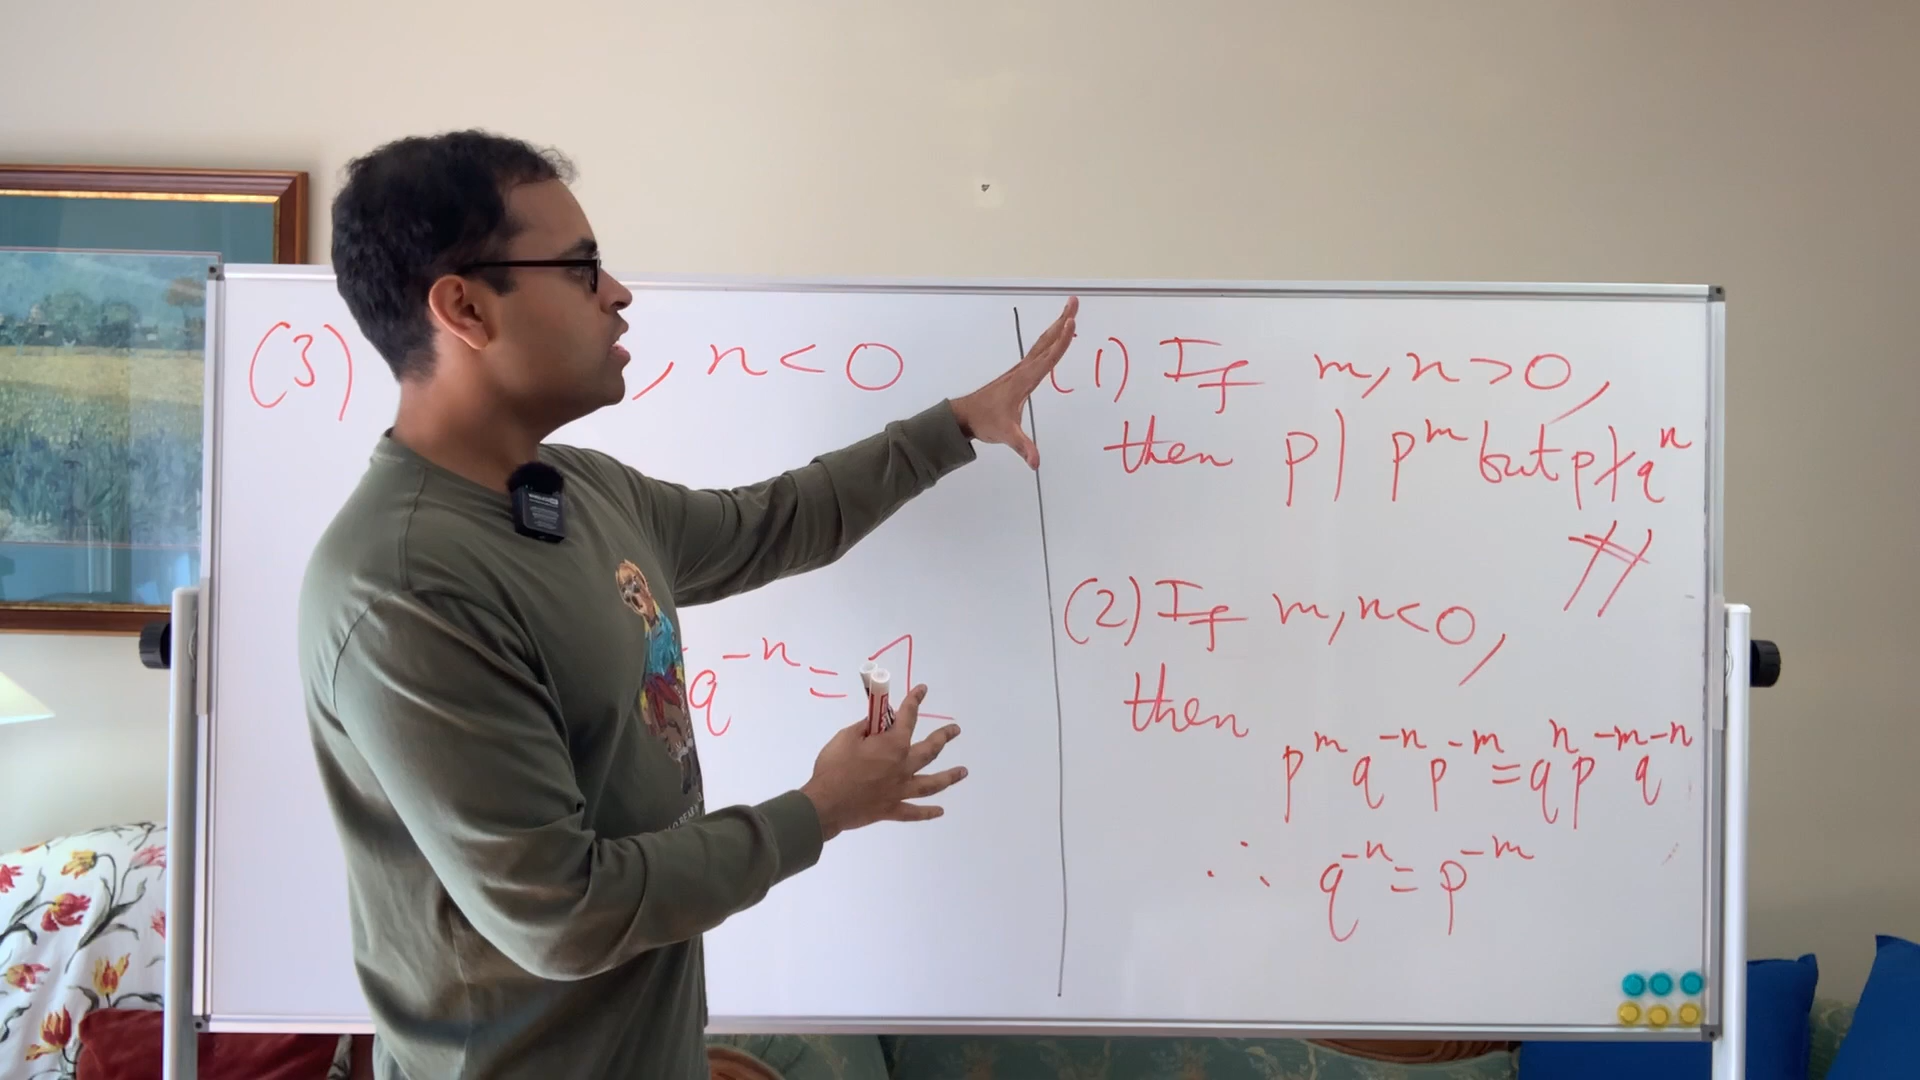 (3) , n < 0
q^{-n} = 1
(1) If m, n > 0,
then p | p^m but p ∤ q^n
(2) If m, n < 0,
then
p^m q^{-n} p^{-m} = q^n p^{-m} q^{-n}
∴ q^{-n} = p^{-m}